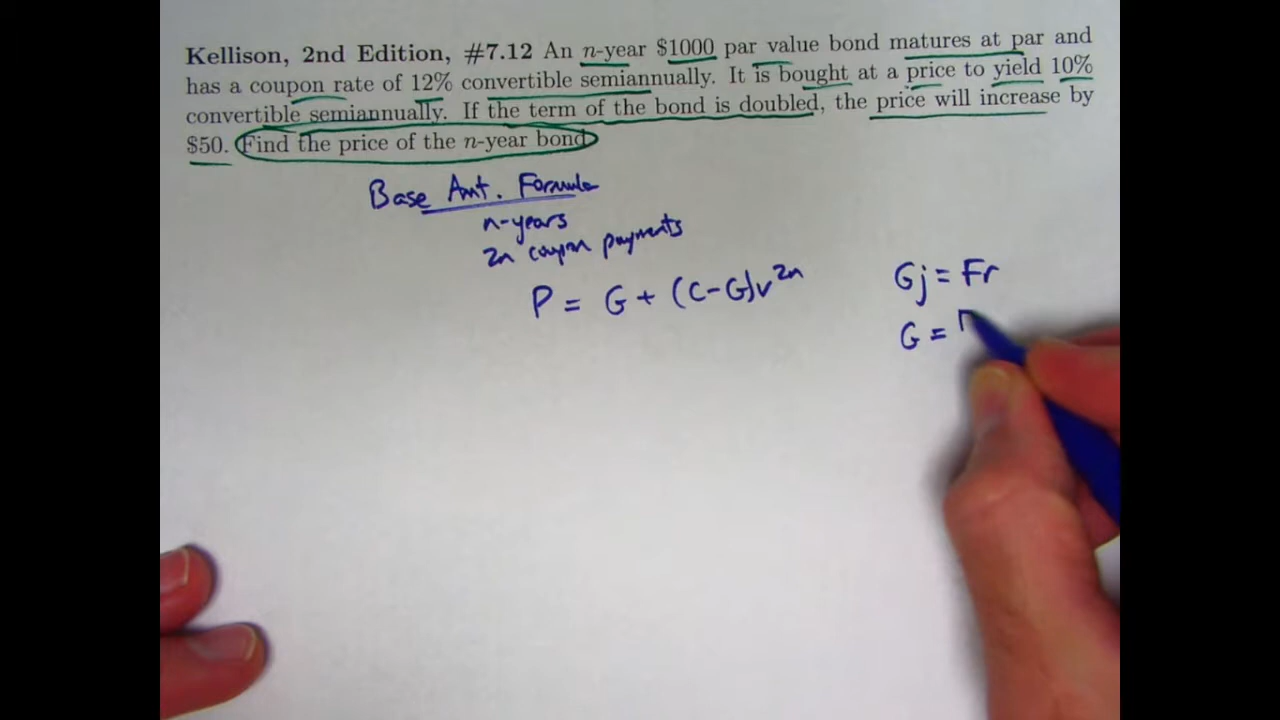 Kellison, 2nd Edition, #7.12 An n-year $1000 par value bond matures at par and
has a coupon rate of 12% convertible semiannually. It is bought at a price to yield 10%
convertible semiannually. If the term of the bond is doubled, the price will increase by
$50. Find the price of the n-year bond.
Base Amt. Formula
n-years
2n coupon payments
P = G + (C-G)v^2n
Gj = Fr
G =